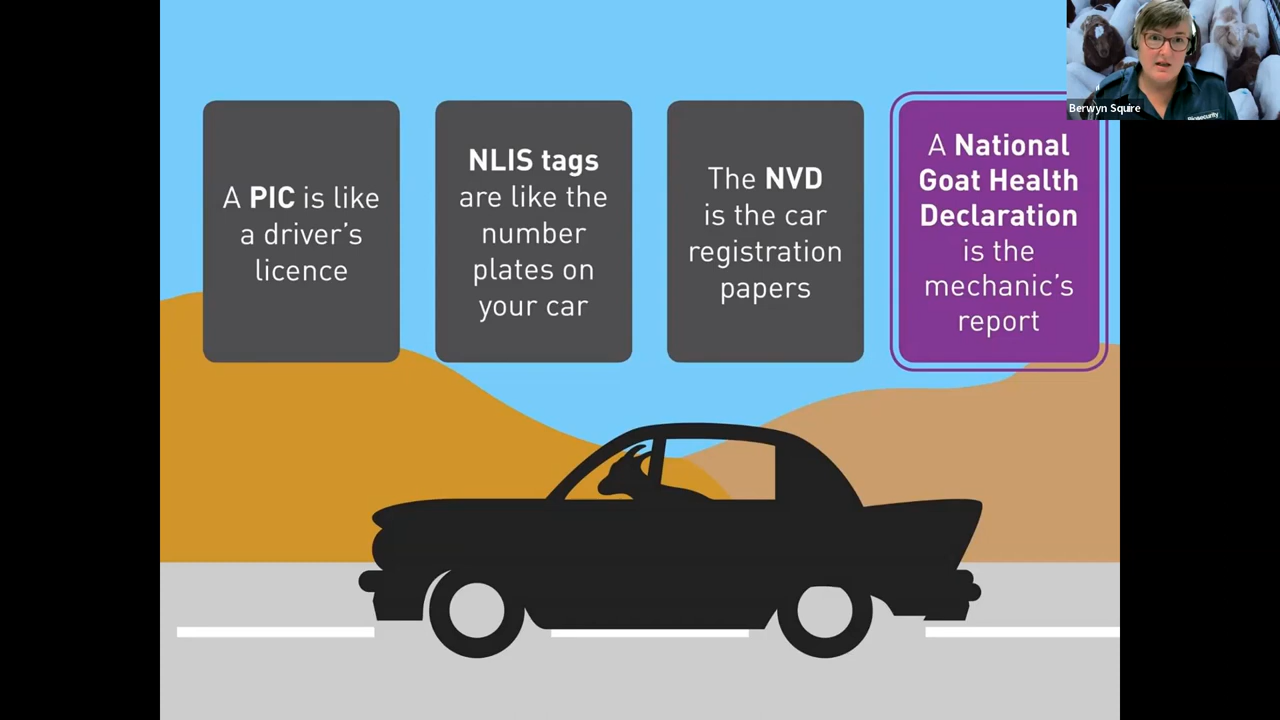 A PIC is like
a driver's
licence
NLIS tags
are like the
number
plates on
your car
The NVD
is the car
registration
papers
A National
Goat Health
Declaration
is the
mechanic's
report
Berwyn Squire
Biosecurity